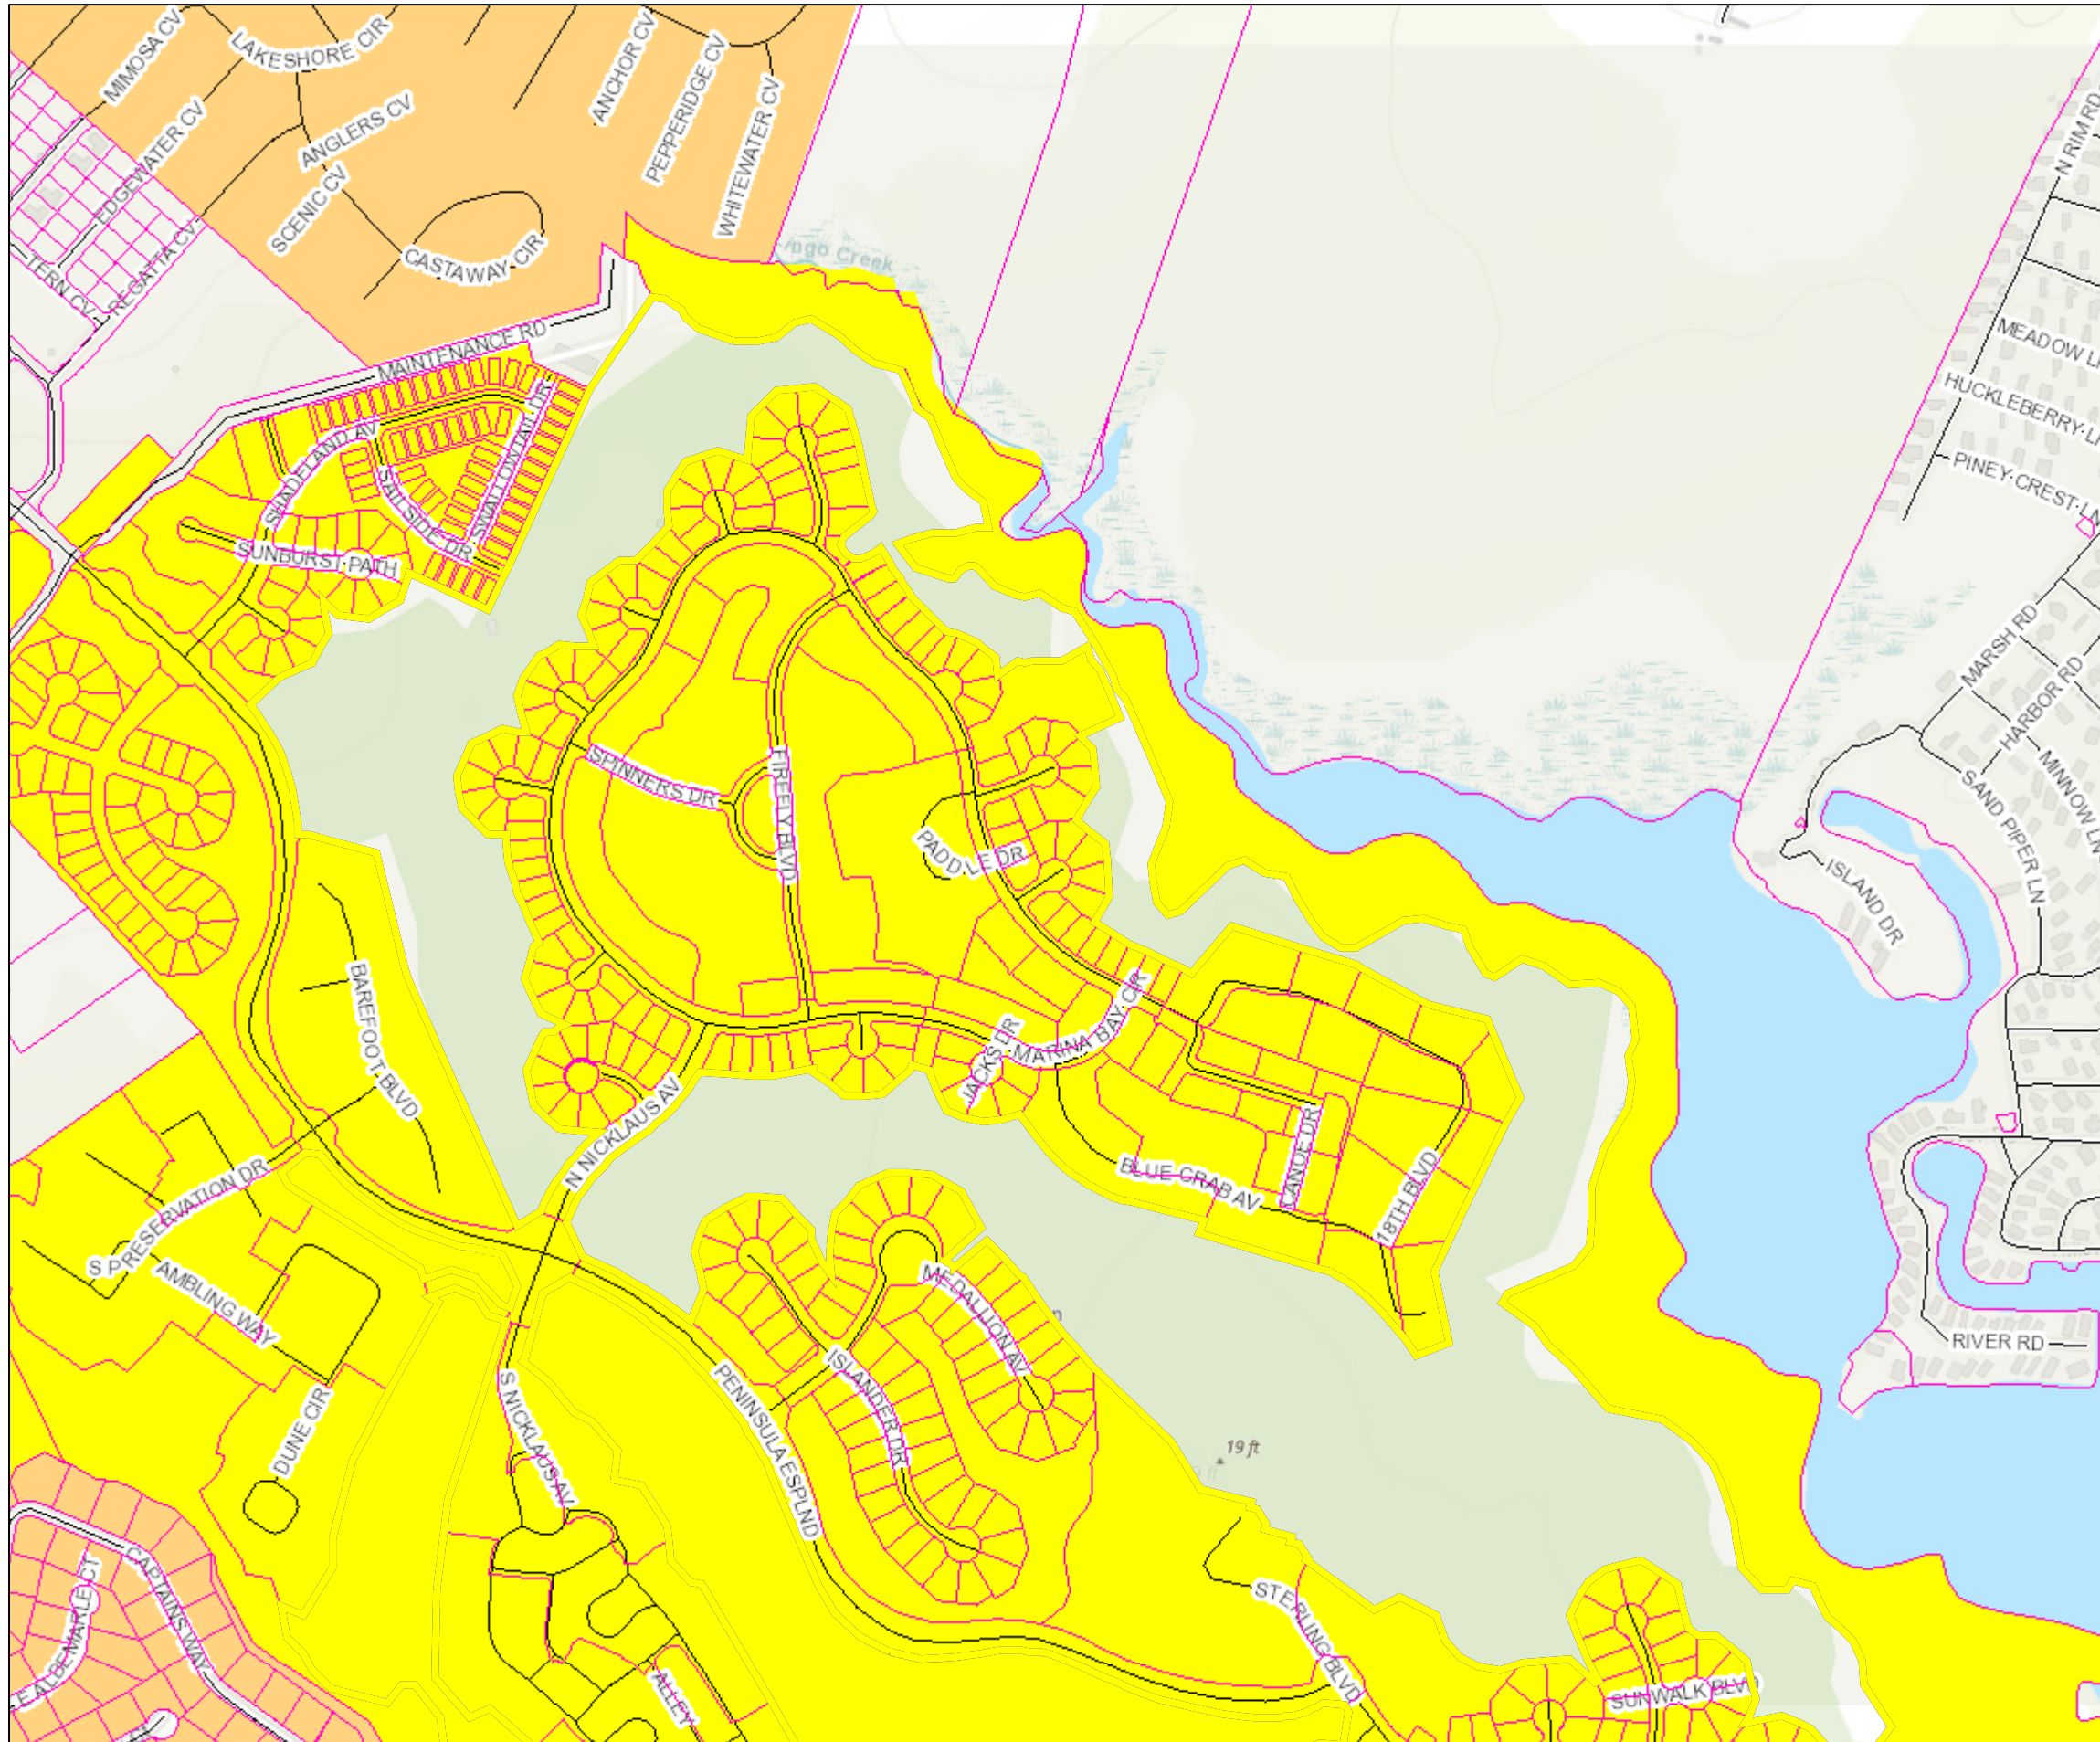 MIMOSA CV
LAKESHORE CIR
ANCHOR CV
PEPPERIDGE CV
WHITEWATER CV
ANGLERS CV
EDGEWATER CV
SCENIC CV
CASTAWAY CIR
TERN CV
REGATTA CV
ngo Creek
N RIM RD
MEADOW L
HUCKLEBERRY L
PINEY CREST LN
MAINTENANCE RD
SHADELAND AV
SAILSIDE DR
SWALLOWTAIL DR
SUNBURST PATH
MARSH RD
HARBOR RD
MINNOW LN
SAND PIPER LN
ISLAND DR
SPINNERS DR
FIREFLY BLVD
PADDLE DR
BAREFOOT BLVD
JACKS DR
MARINA BAY CIR
N NICKLAUS AV
BLUE CRAB AV
CANOE DR
18TH BLVD
S PRESERVATION DR
AMBLING WAY
MEDALLION AV
ISLANDER DR
RIVER RD
DUNE CIR
S NICKLAUS AV
PENINSULA ESPLND
19 ft
CAPTAINS WAY
E ALBEMARLE CT
STERLING BLVD
SUNWALK BLVD
ALLEY